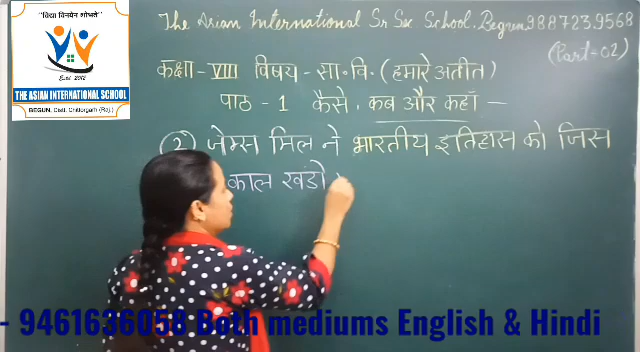 "विद्या विनयेन शोभते"
Estd 2012
THE ASIAN INTERNATIONAL SCHOOL
BEGUN, Distt. Chittorgarh (Raj.)
The Asian International Sr Sec School. Begun 9887239568
(Part-02)
कक्षा - VIII विषय - सा. वि. (हमारे अतीत)
पाठ - 1 कैसे, कब और कहाँ -
(2) जेम्स मिल ने भारतीय इतिहास को जिस
काल खंडो
- 9461636058 Both mediums English & Hindi